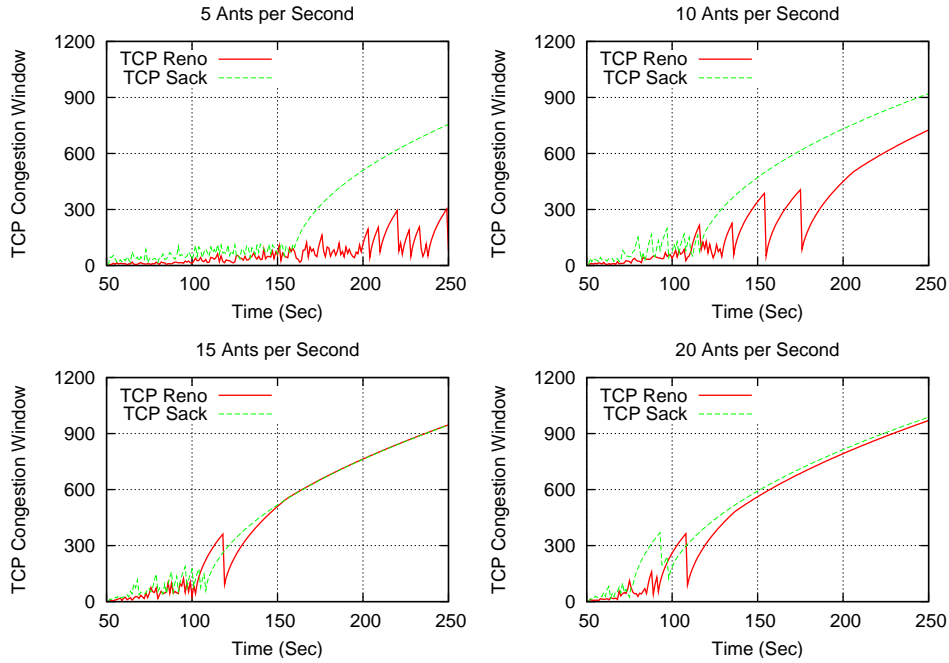 5 Ants per Second
TCP Congestion Window
1200
900
600
300
0
TCP Reno
TCP Sack
50
100
150
200
250
Time (Sec)
10 Ants per Second
TCP Congestion Window
1200
900
600
300
0
TCP Reno
TCP Sack
50
100
150
200
250
Time (Sec)
15 Ants per Second
TCP Congestion Window
1200
900
600
300
0
TCP Reno
TCP Sack
50
100
150
200
250
Time (Sec)
20 Ants per Second
TCP Congestion Window
1200
900
600
300
0
TCP Reno
TCP Sack
50
100
150
200
250
Time (Sec)